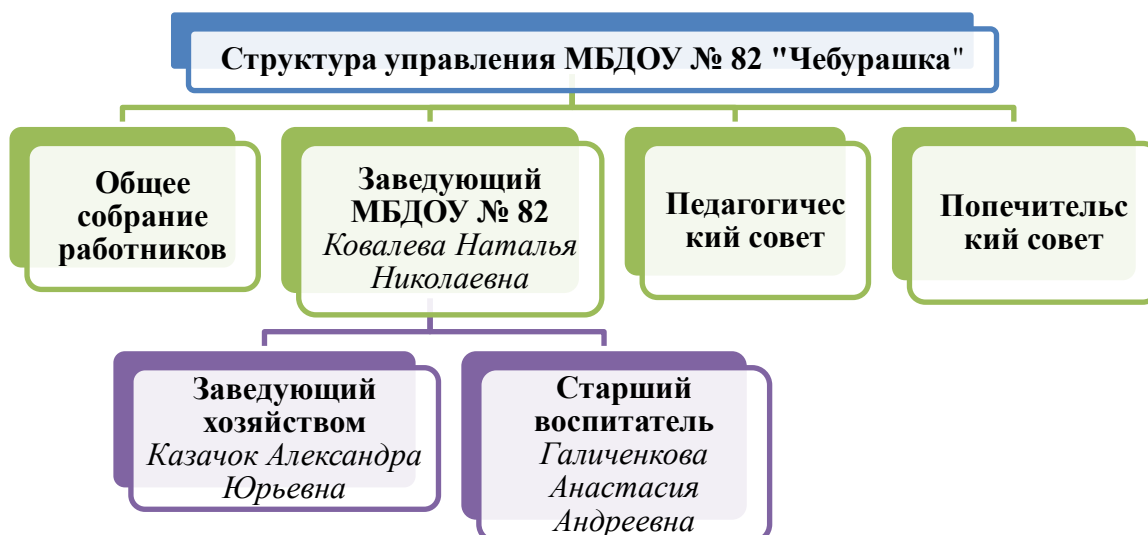 Структура управления МБДОУ № 82 "Чебурашка"
Общее
собрание
работников
Заведующий
МБДОУ № 82
Ковалева Наталья
Николаевна
Педагогичес
кий совет
Попечительс
кий совет
Заведующий
хозяйством
Казачок Александра
Юрьевна
Старший
воспитатель
Галиченкова
Анастасия
Андреевна